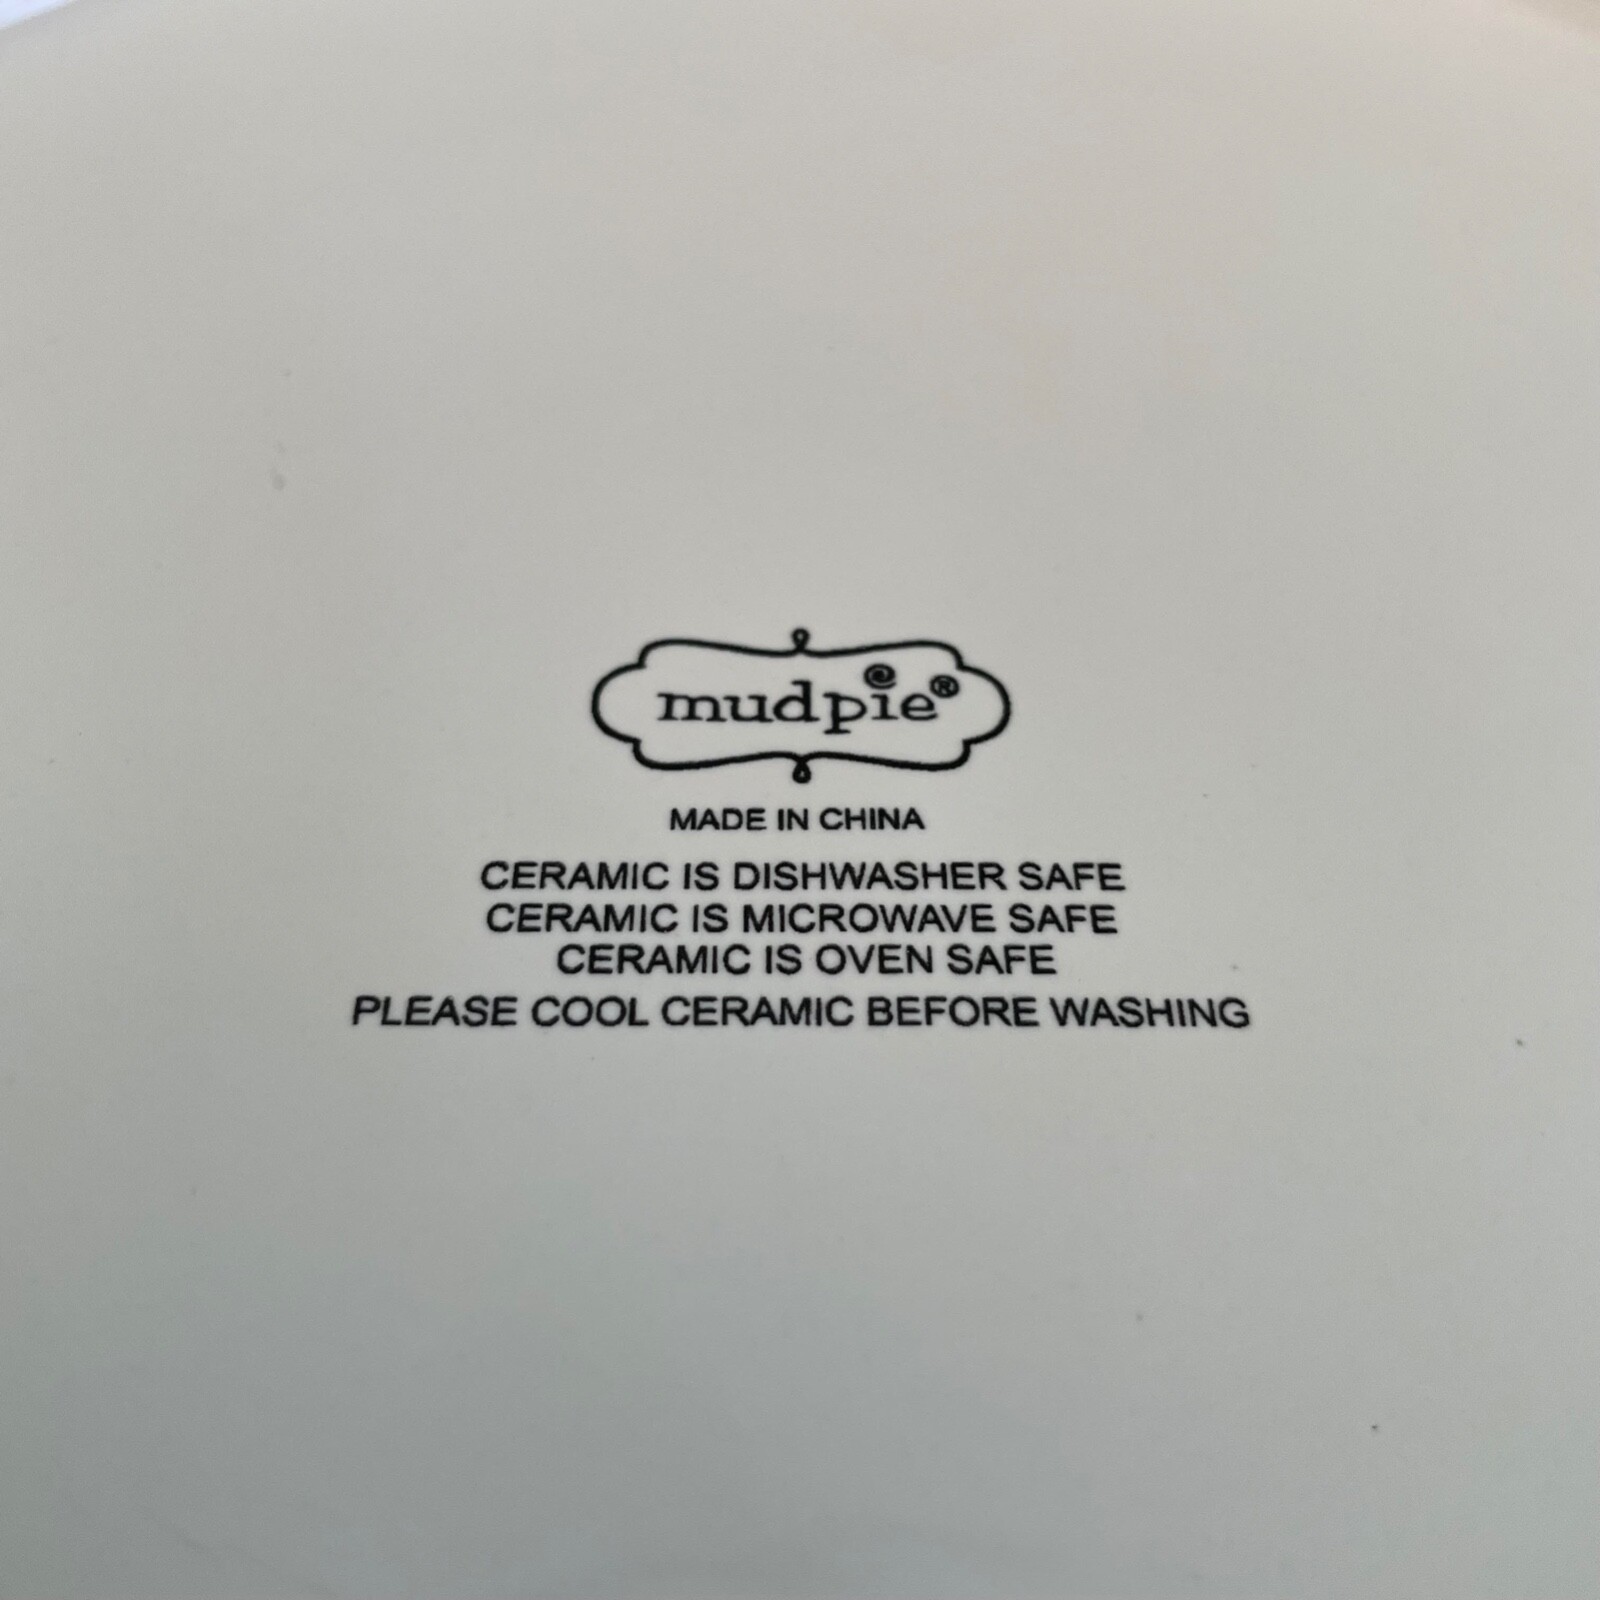 mudpie®
MADE IN CHINA
CERAMIC IS DISHWASHER SAFE
CERAMIC IS MICROWAVE SAFE
CERAMIC IS OVEN SAFE
PLEASE COOL CERAMIC BEFORE WASHING